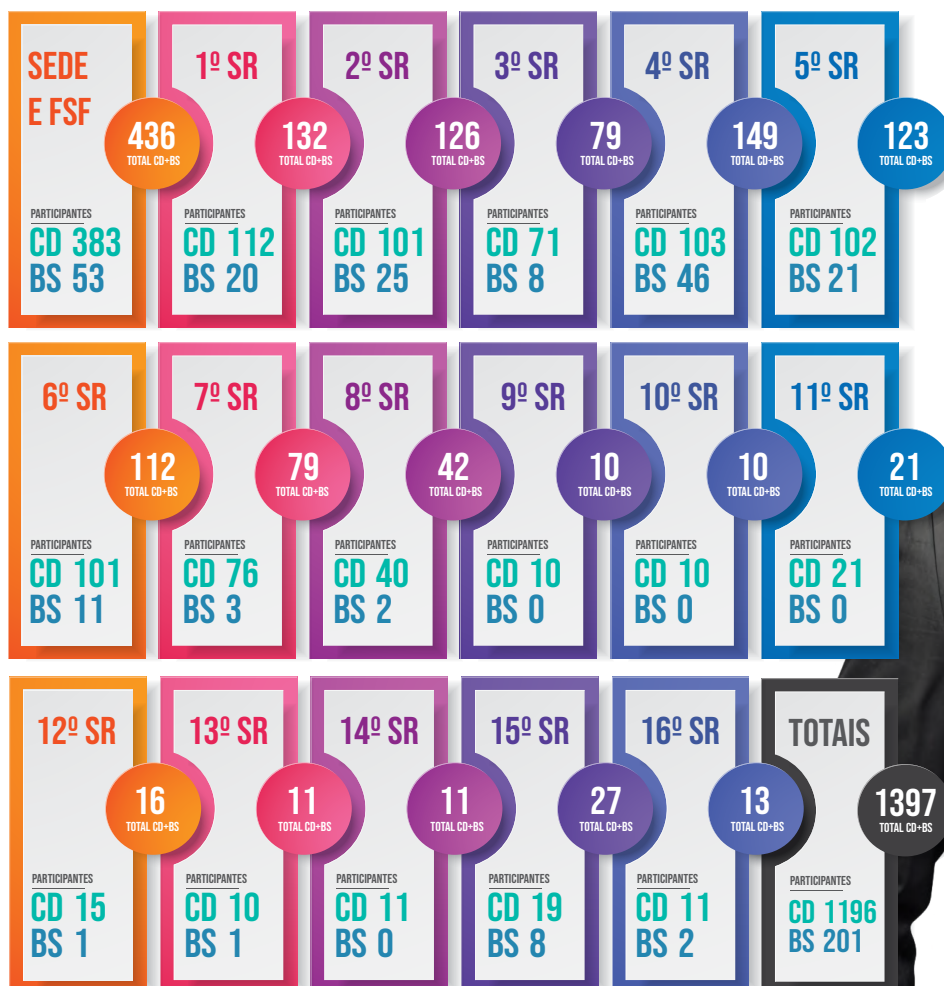 SEDE
E FSF
436
TOTAL CD+BS
PARTICIPANTES
CD 383
BS 53
1º SR
132
TOTAL CD+BS
PARTICIPANTES
CD 112
BS 20
2º SR
126
TOTAL CD+BS
PARTICIPANTES
CD 101
BS 25
3º SR
79
TOTAL CD+BS
PARTICIPANTES
CD 71
BS 8
4º SR
149
TOTAL CD+BS
PARTICIPANTES
CD 103
BS 46
5º SR
123
TOTAL CD+BS
PARTICIPANTES
CD 102
BS 21
6º SR
112
TOTAL CD+BS
PARTICIPANTES
CD 101
BS 11
7º SR
79
TOTAL CD+BS
PARTICIPANTES
CD 76
BS 3
8º SR
42
TOTAL CD+BS
PARTICIPANTES
CD 40
BS 2
9º SR
10
TOTAL CD+BS
PARTICIPANTES
CD 10
BS 0
10º SR
10
TOTAL CD+BS
PARTICIPANTES
CD 10
BS 0
11º SR
21
TOTAL CD+BS
PARTICIPANTES
CD 21
BS 0
12º SR
16
TOTAL CD+BS
PARTICIPANTES
CD 15
BS 1
13º SR
11
TOTAL CD+BS
PARTICIPANTES
CD 10
BS 1
14º SR
11
TOTAL CD+BS
PARTICIPANTES
CD 11
BS 0
15º SR
27
TOTAL CD+BS
PARTICIPANTES
CD 19
BS 8
16º SR
13
TOTAL CD+BS
PARTICIPANTES
CD 11
BS 2
TOTAIS
1397
TOTAL CD+BS
PARTICIPANTES
CD 1196
BS 201